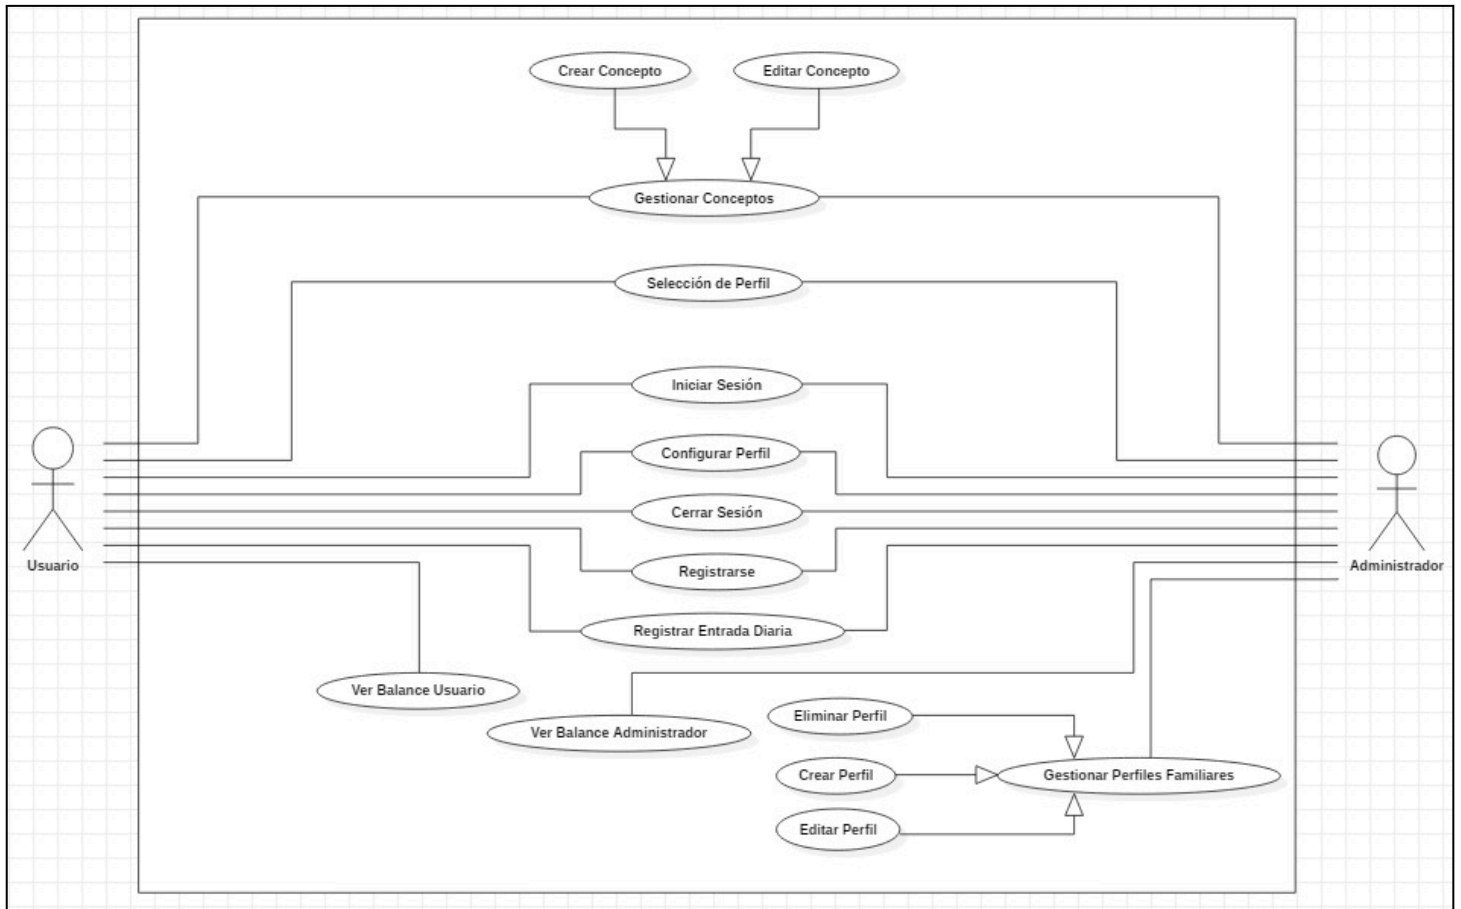 Crear Concepto
Editar Concepto
Gestionar Conceptos
Selección de Perfil
Iniciar Sesión
Configurar Perfil
Cerrar Sesión
Usuario
Administrador
Registrarse
Registrar Entrada Diaria
Ver Balance Usuario
Eliminar Perfil
Ver Balance Administrador
Crear Perfil
Gestionar Perfiles Familiares
Editar Perfil